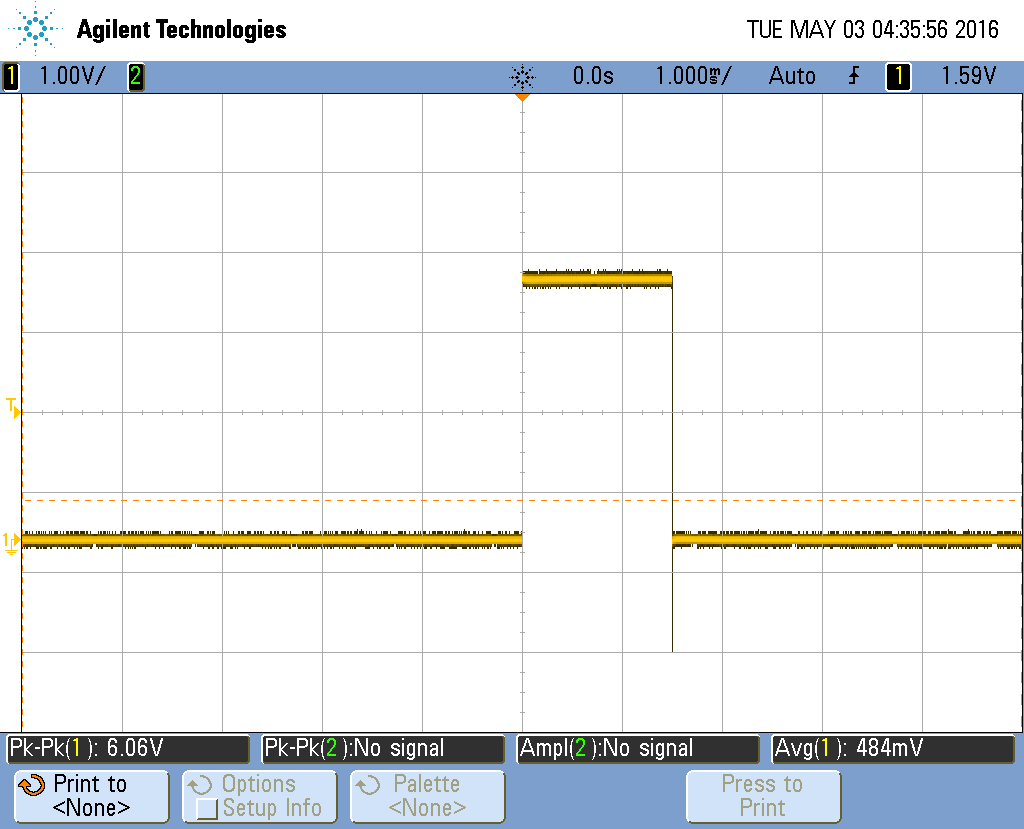 Agilent Technologies
TUE MAY 03 04:35:56 2016
1 1.00V/ 2 0.0s 1.000ms/ Auto 1 1.59V
T
1
Pk-Pk(1): 6.06V Pk-Pk(2):No signal Ampl(2):No signal Avg(1): 484mV
Print to
<None>
Options
Setup Info
Palette
<None>
Press to
Print